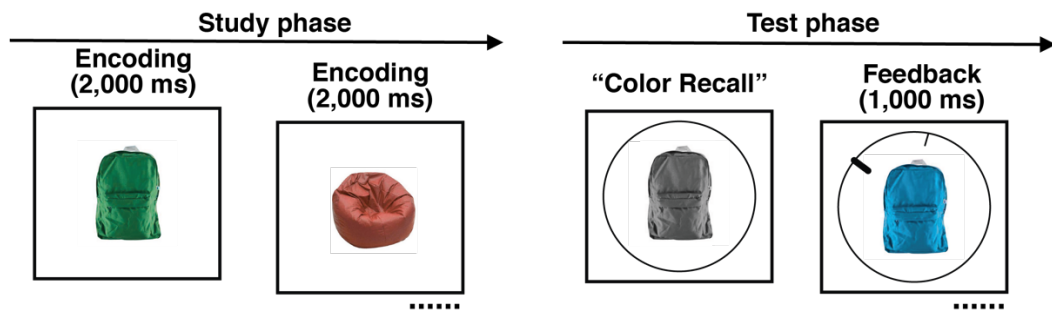 Study phase
Encoding
(2,000 ms)
Encoding
(2,000 ms)
Test phase
“Color Recall”
Feedback
(1,000 ms)